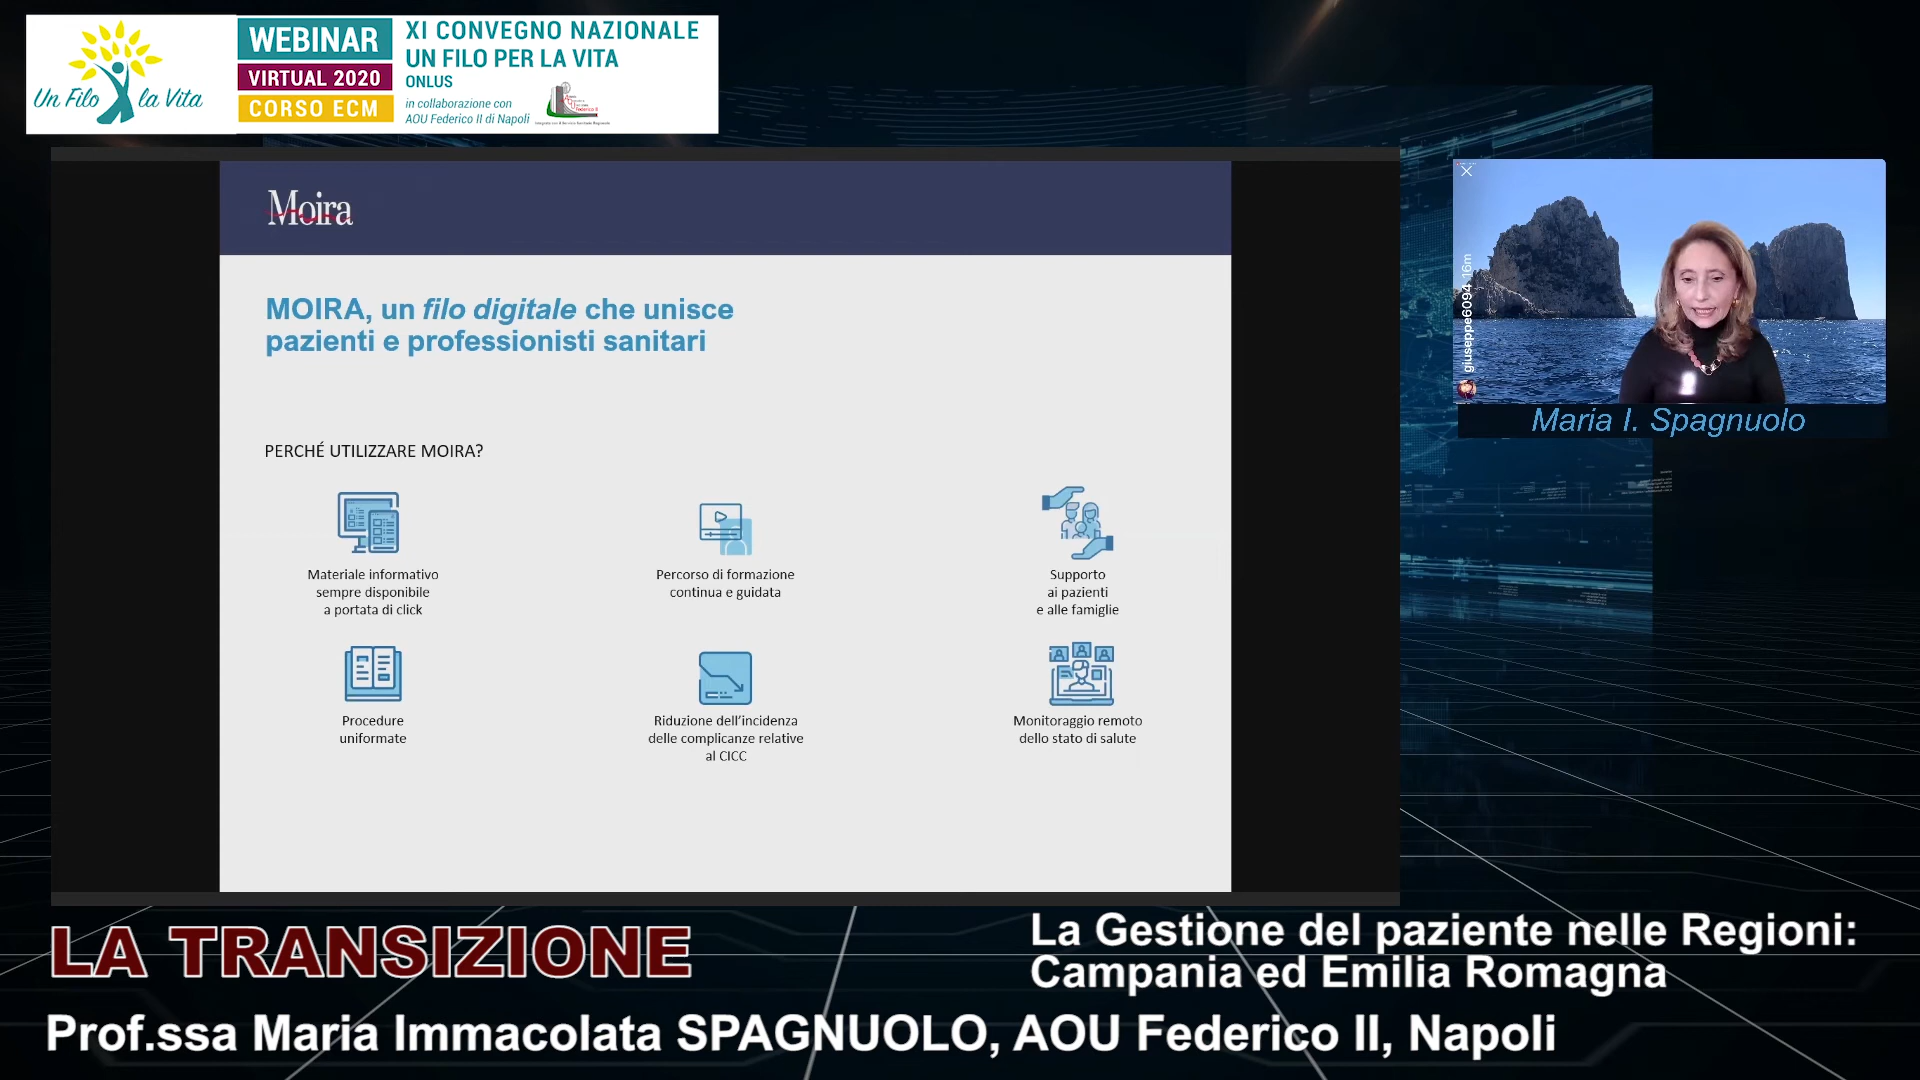 Un Filo la Vita
WEBINAR
VIRTUAL 2020
CORSO ECM
XI CONVEGNO NAZIONALE
UN FILO PER LA VITA
ONLUS
in collaborazione con
AOU Federico II di Napoli
Moira
MOIRA, un filo digitale che unisce
pazienti e professionisti sanitari
PERCHÉ UTILIZZARE MOIRA?
Materiale informativo
sempre disponibile
a portata di click
Percorso di formazione
continua e guidata
Supporto
ai pazienti
e alle famiglie
Procedure
uniformate
Riduzione dell'incidenza
delle complicanze relative
al CICC
Monitoraggio remoto
dello stato di salute
giuseppe6094 16m
Maria I. Spagnuolo
LA TRANSIZIONE
La Gestione del paziente nelle Regioni:
Campania ed Emilia Romagna
Prof.ssa Maria Immacolata SPAGNUOLO, AOU Federico II, Napoli